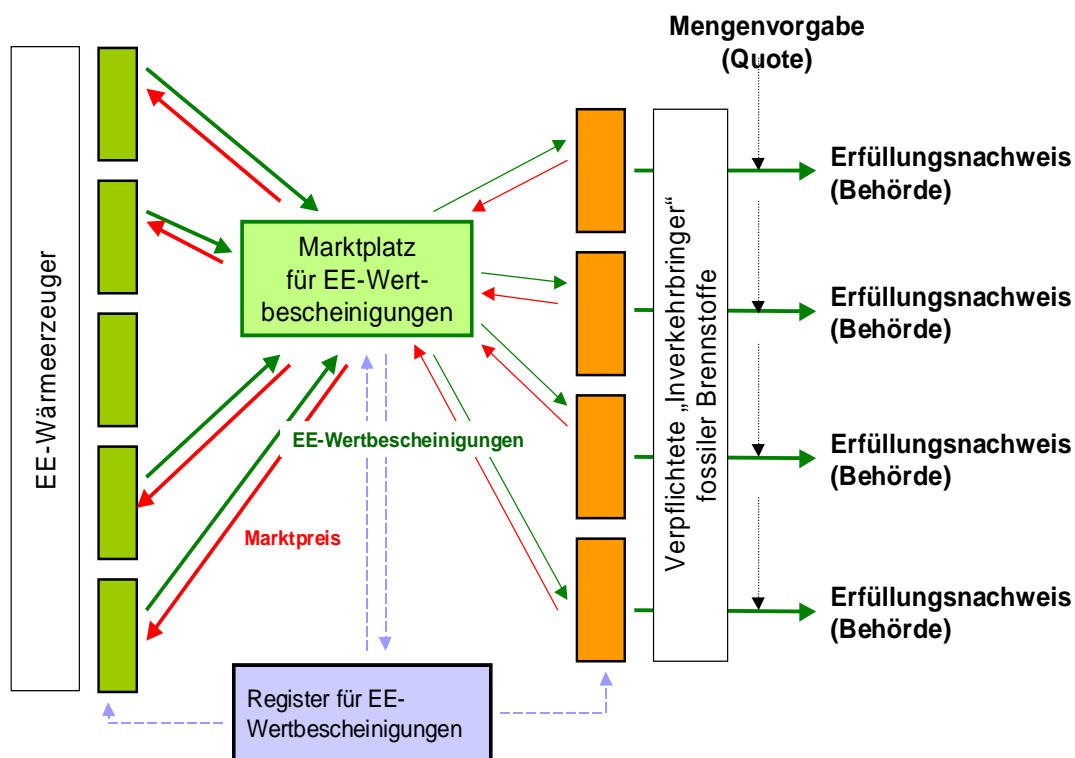 Mengenvorgabe
(Quote)
EE-Wärmeerzeuger
Marktplatz
für EE-Wert-
bescheinigungen
EE-Wertbescheinigungen
Marktpreis
Register für EE-
Wertbescheinigungen
Verpflichtete „Inverkehrbringer“
fossiler Brennstoffe
Erfüllungsnachweis
(Behörde)
Erfüllungsnachweis
(Behörde)
Erfüllungsnachweis
(Behörde)
Erfüllungsnachweis
(Behörde)